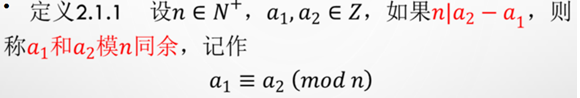 • 定义2.1.1 设n ∈ N⁺，a₁,a₂ ∈ Z，如果n|a₂ − a₁，则
称a₁和a₂模n同余，记作
a₁ ≡ a₂ (mod n)